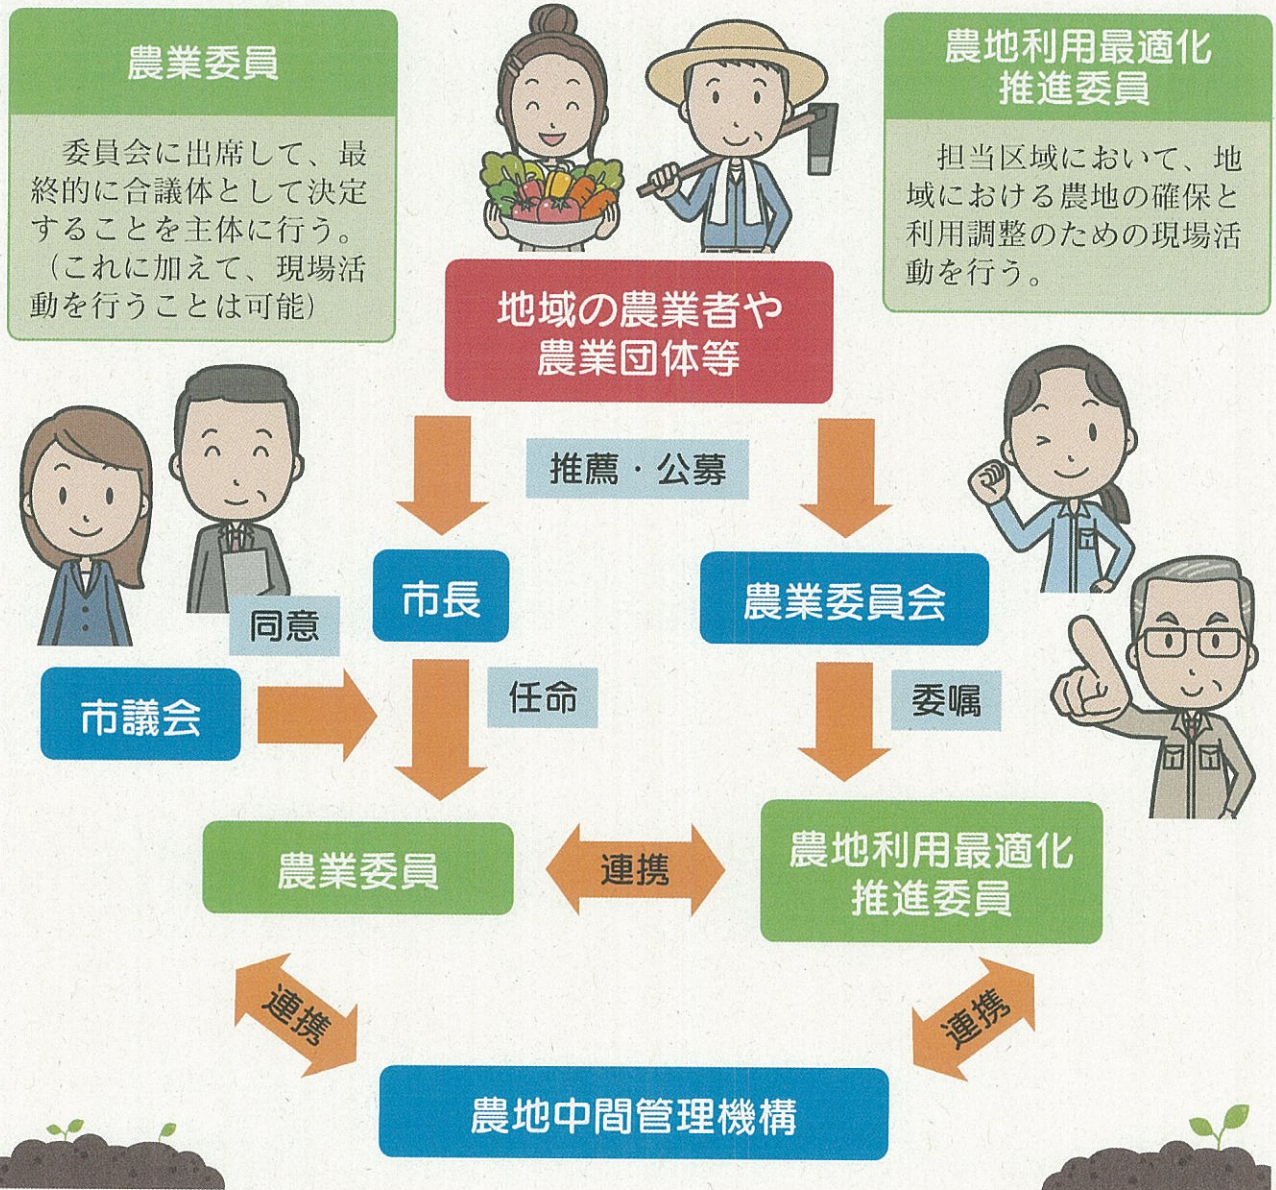 農業委員
委員会に出席して、最
終的に合議体として決定
することを主体に行う。
（これに加えて、現場活
動を行うことは可能）
農地利用最適化
推進委員
担当区域において、地
域における農地の確保と
利用調整のための現場活
動を行う。
地域の農業者や
農業団体等
推薦・公募
市長
農業委員会
同意
市議会
任命
委嘱
農業委員
連携
農地利用最適化
推進委員
連携
連携
農地中間管理機構